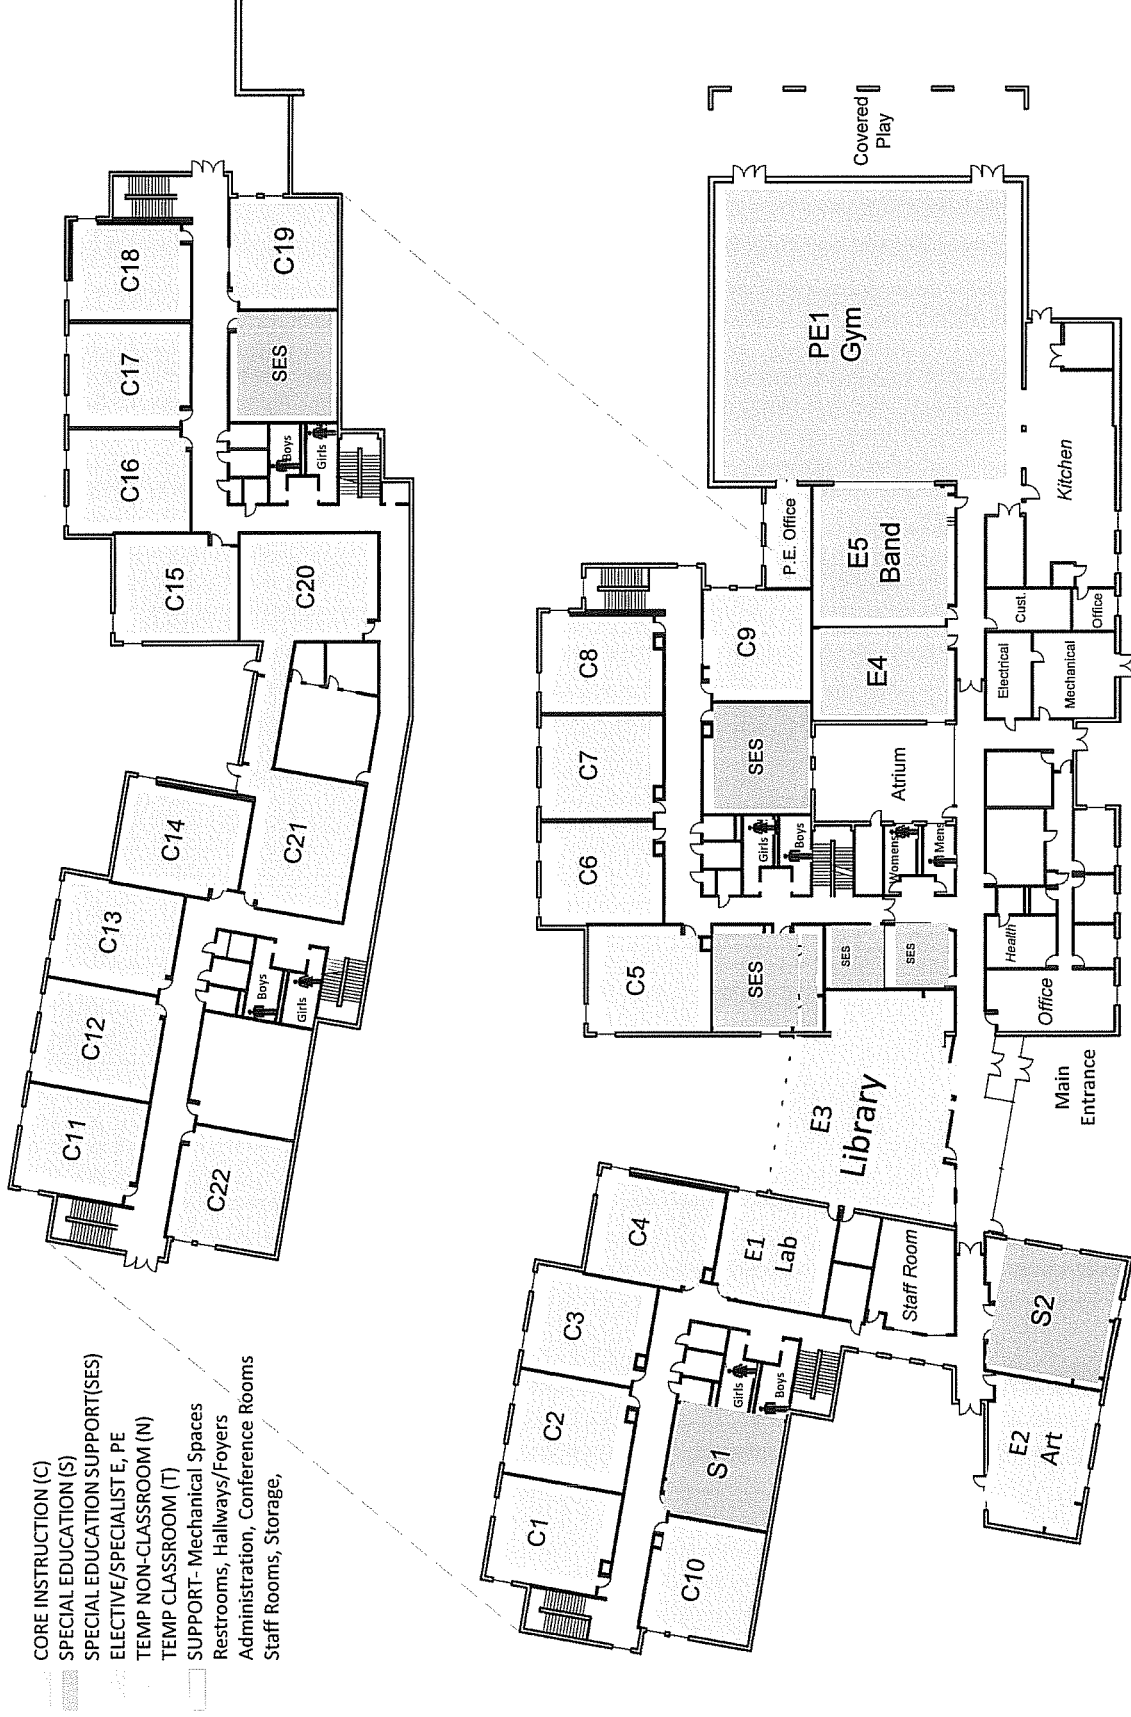 CORE INSTRUCTION (C)
SPECIAL EDUCATION (S)
SPECIAL EDUCATION SUPPORT(SES)
ELECTIVE/SPECIALIST E, PE
TEMP NON-CLASSROOM (N)
TEMP CLASSROOM (T)
SUPPORT- Mechanical Spaces
Restrooms, Hallways/Foyers
Administration, Conference Rooms
Staff Rooms, Storage,
C11
C12
C13
C14
C15
C16
C17
C18
C22
Boys
Girls
C21
C20
Boys
Girls
SES
C19
C1
C2
C3
C4
C5
C6
C7
C8
C10
S1
Girls
Boys
E1
Lab
SES
Girls
Boys
SES
C9
P.E. Office
Staff Room
E3
Library
SES
SES
Womens
Mens
Atrium
E4
E5
Band
PE1
Gym
Covered
Play
E2
Art
S2
Main
Entrance
Office
Health
Electrical
Mechanical
Cust.
Office
Kitchen